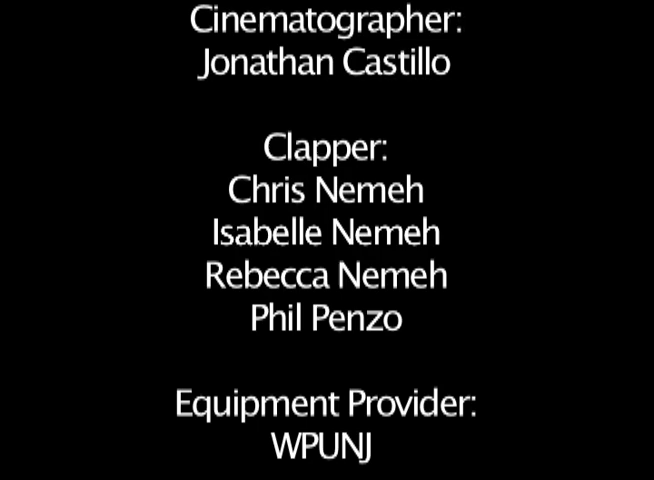 Cinematographer:
Jonathan Castillo
Clapper:
Chris Nemeh
Isabelle Nemeh
Rebecca Nemeh
Phil Penzo
Equipment Provider:
WPUNJ